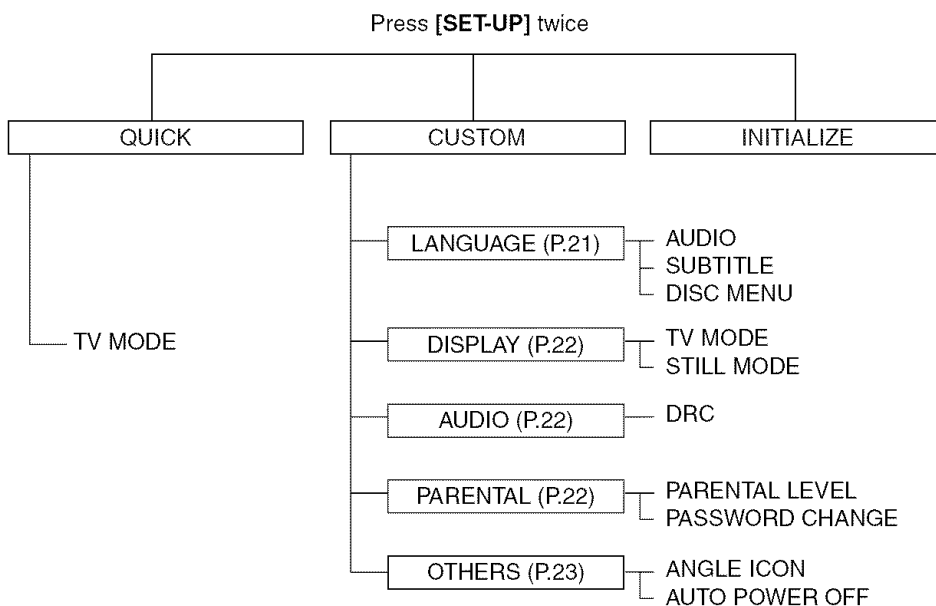 Press [SET-UP] twice
QUICK
CUSTOM
INITIALIZE
TV MODE
LANGUAGE (P.21)
AUDIO
SUBTITLE
DISC MENU
DISPLAY (P.22)
TV MODE
STILL MODE
AUDIO (P.22)
DRC
PARENTAL (P.22)
PARENTAL LEVEL
PASSWORD CHANGE
OTHERS (P.23)
ANGLE ICON
AUTO POWER OFF